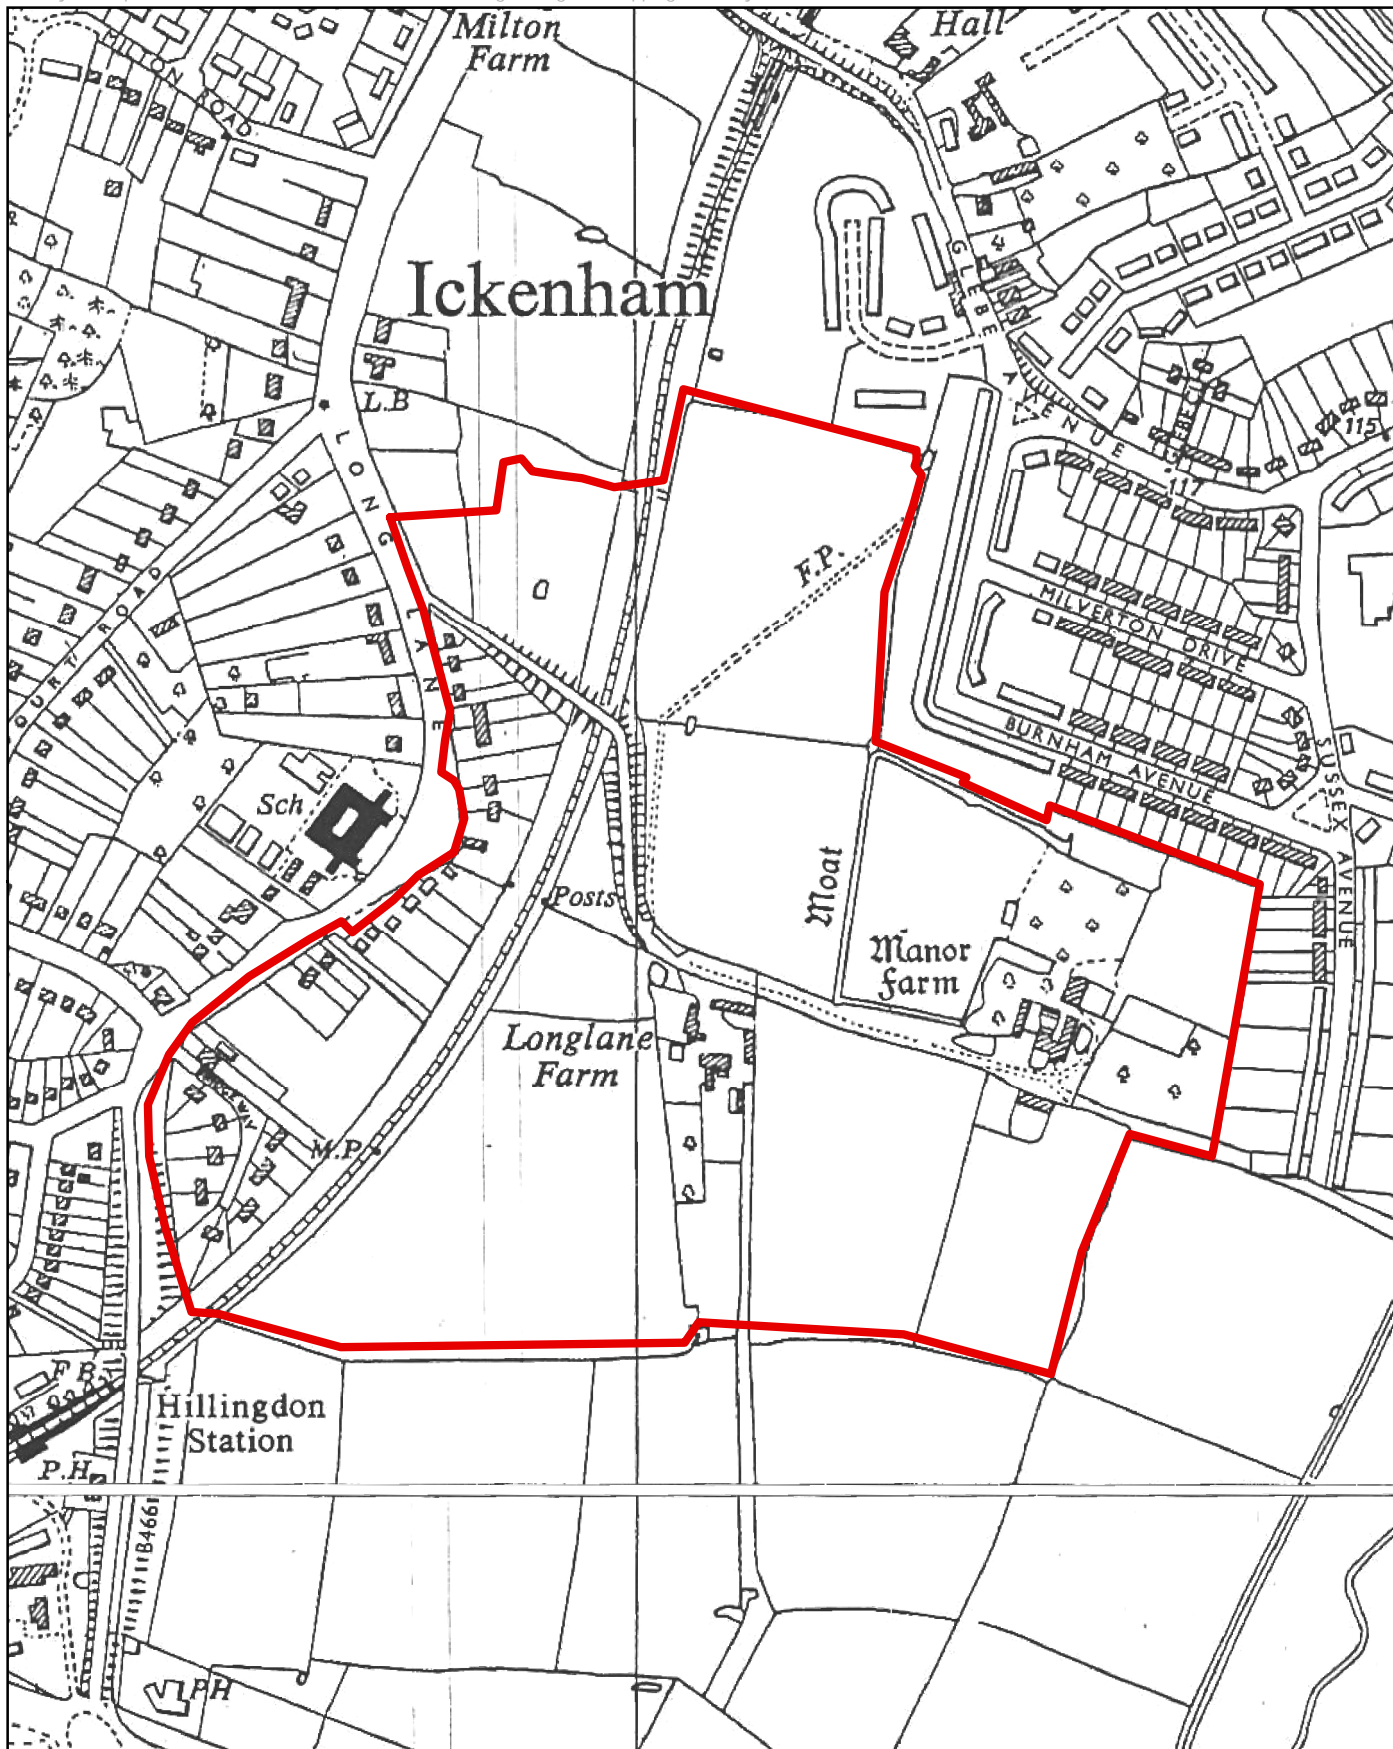 Milton
Farm
Hall
MILTON ROAD
Ickenham
GLEBE AVENUE
L.B
LONG LANE
115
117
F.P.
MILVERTON DRIVE
COURT ROAD
BURNHAM AVENUE
SUSSEX AVENUE
Sch
Moat
Posts
Manor
Farm
Longlane
Farm
M.P.
F.B.
Hillingdon
Station
P.H.
B466
PH